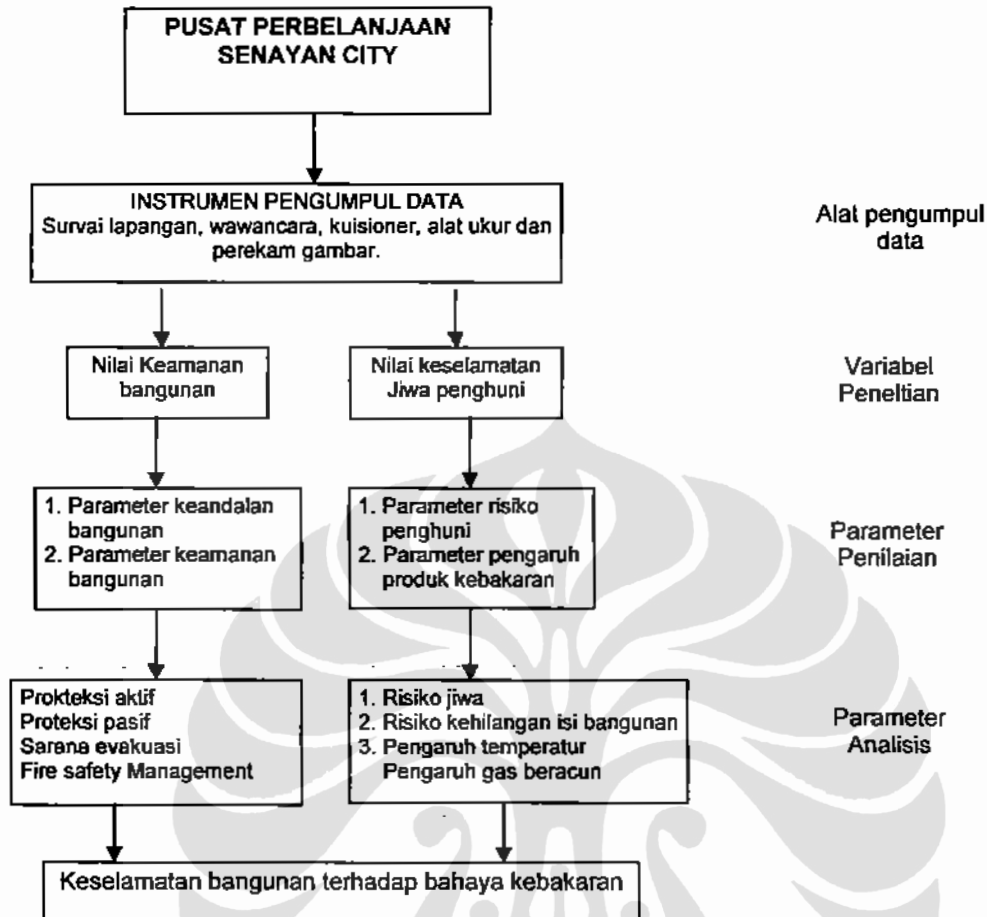 PUSAT PERBELANJAAN
SENAYAN CITY
INSTRUMEN PENGUMPUL DATA
Survai lapangan, wawancara, kuisioner, alat ukur dan
perekam gambar.
Alat pengumpul
data
Nilai Keamanan
bangunan
Nilai keselamatan
Jiwa penghuni
Variabel
Peneltian
1. Parameter keandalan
bangunan
2. Parameter keamanan
bangunan
1. Parameter risiko
penghuni
2. Parameter pengaruh
produk kebakaran
Parameter
Penilaian
Prokteksi aktif
Proteksi pasif
Sarana evakuasi
Fire safety Management
1. Risiko jiwa
2. Risiko kehilangan isi bangunan
3. Pengaruh temperatur
Pengaruh gas beracun
Parameter
Analisis
Keselamatan bangunan terhadap bahaya kebakaran